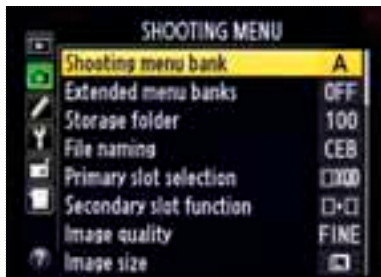 SHOOTING MENU
Shooting menu bank A
Extended menu banks OFF
Storage folder 100
File naming CEB
Primary slot selection XQD
Secondary slot function
Image quality FINE
Image size